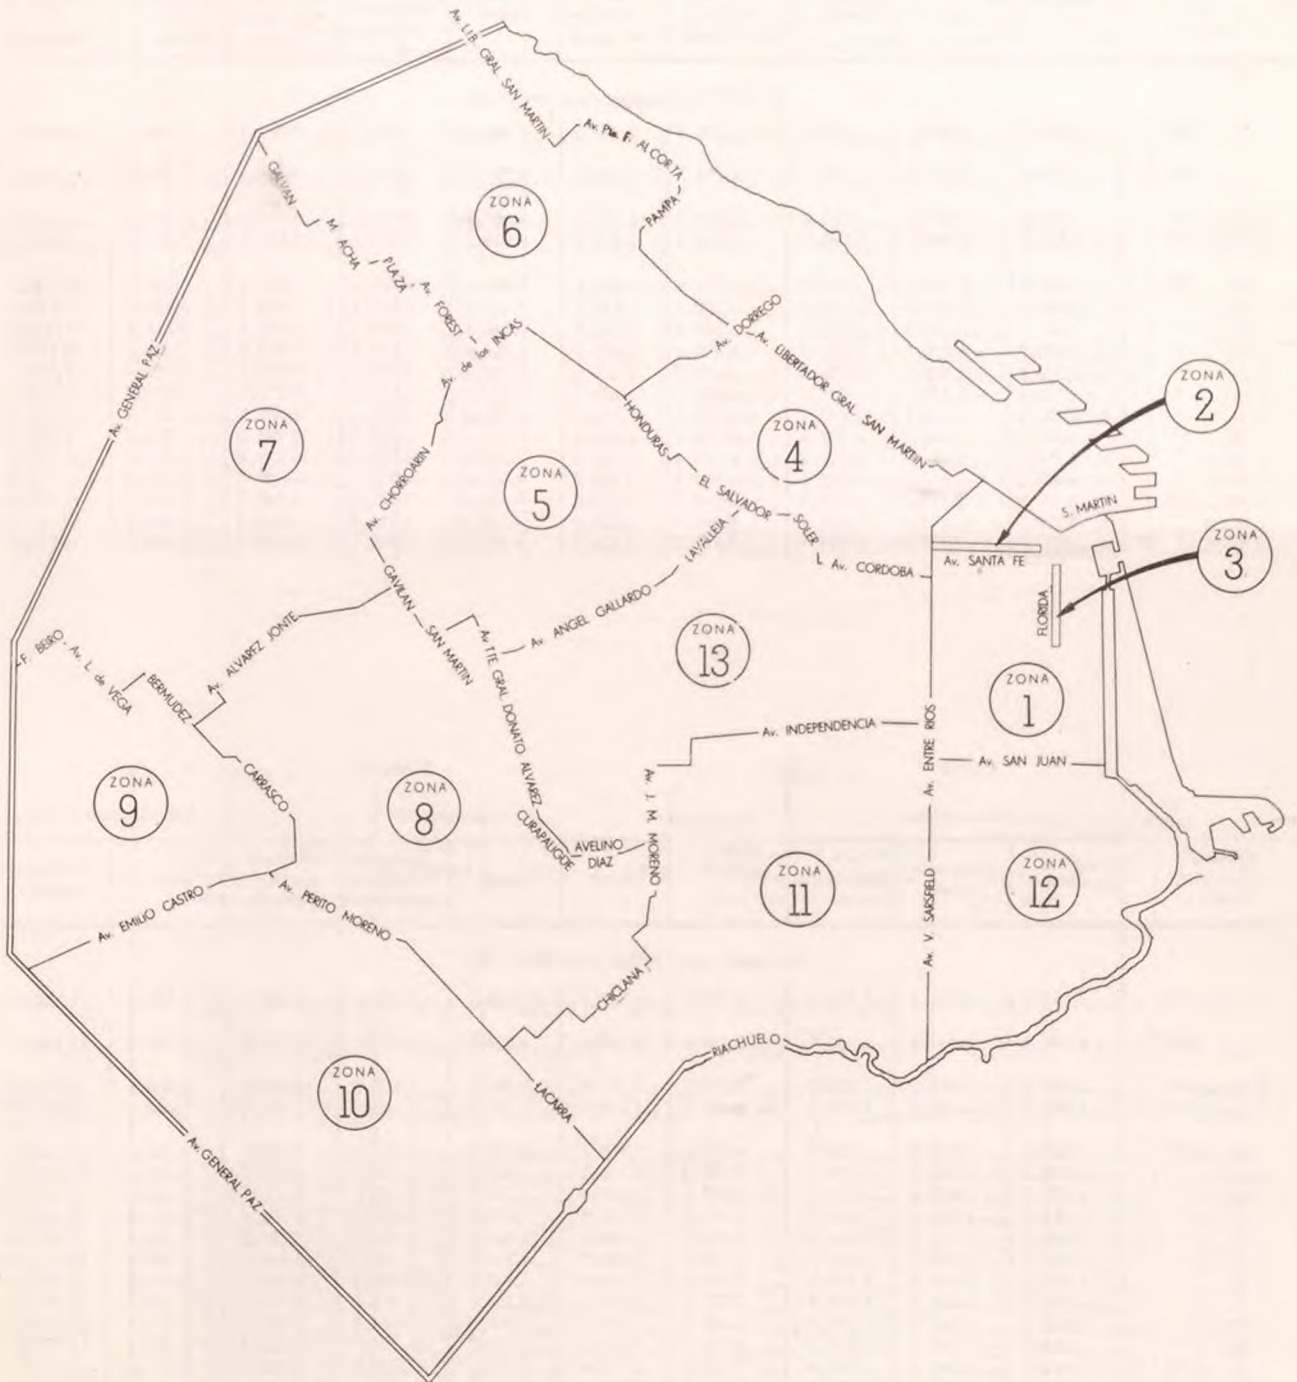 Av. LIB. GRAL. SAN MARTIN
Av. Pte F. ALCORTA
GALVAN
PAMPA
ZONA
6
M. ACHA
PLAZA
Av. FOREST
Av. DORREGO
Av. de los INCAS
Av. LIBERTADOR GRAL. SAN MARTIN
Av. GENERAL PAZ
ZONA
2
ZONA
7
HONDURAS
ZONA
4
ZONA
5
Av. CHORROARIN
EL SALVADOR
SOLER
S. MARTIN
LAVALLEJA
Av. CORDOBA
Av. SANTA FE
ZONA
3
GAVILAN
Av. ANGEL GALLARDO
FLORIDA
Av. ALVAREZ JONTE
SAN MARTIN
F. BEIRO
Av. L. de VEGA
BERMUDEZ
Av TTE. GRAL. DONATO ALVAREZ
ZONA
13
ZONA
1
Av. INDEPENDENCIA
Av. ENTRE RIOS
Av. SAN JUAN
ZONA
9
CARRASCO
ZONA
8
CURAPALIGUE
AVELINO
DIAZ
Av. J. M. MORENO
ZONA
11
ZONA
12
Av. V. SARSFIELD
Av. EMILIO CASTRO
Av. PERITO MORENO
CHICLANA
RIACHUELO
ZONA
10
LACARRA
Av. GENERAL PAZ